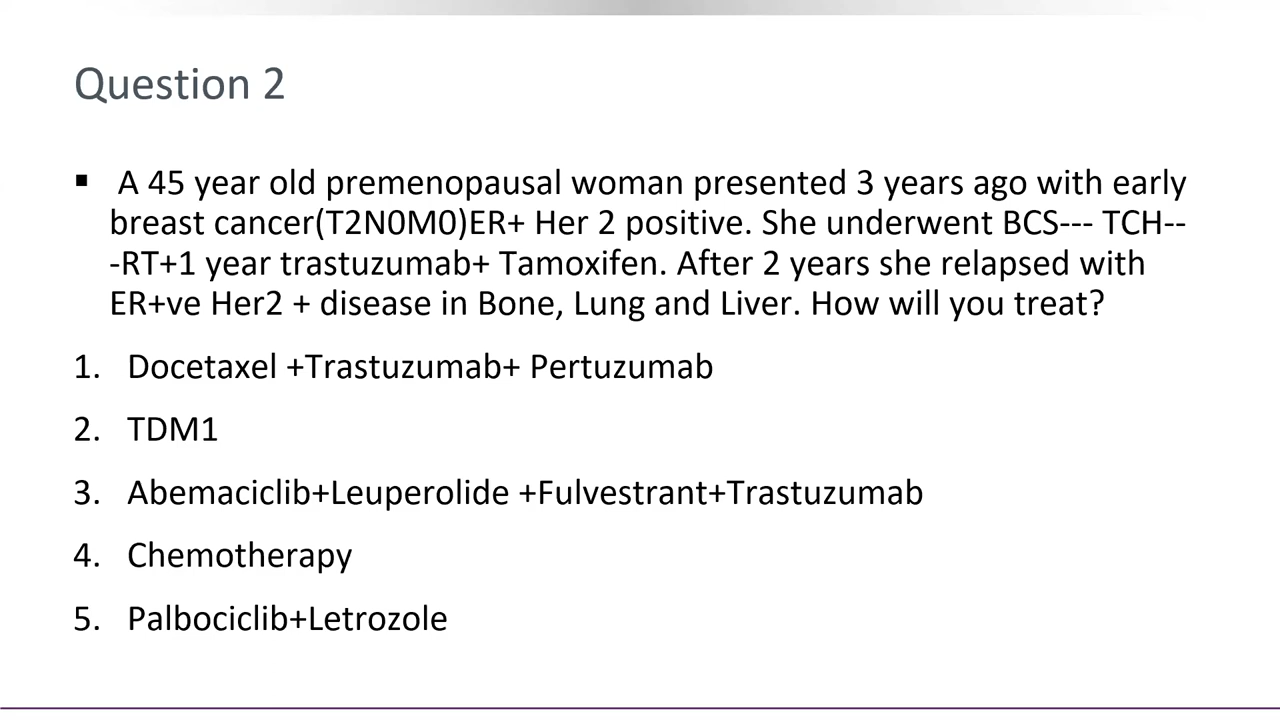 Question 2
▪ A 45 year old premenopausal woman presented 3 years ago with early
breast cancer(T2N0M0)ER+ Her 2 positive. She underwent BCS--- TCH--
-RT+1 year trastuzumab+ Tamoxifen. After 2 years she relapsed with
ER+ve Her2 + disease in Bone, Lung and Liver. How will you treat?
1. Docetaxel +Trastuzumab+ Pertuzumab
2. TDM1
3. Abemaciclib+Leuperolide +Fulvestrant+Trastuzumab
4. Chemotherapy
5. Palbociclib+Letrozole